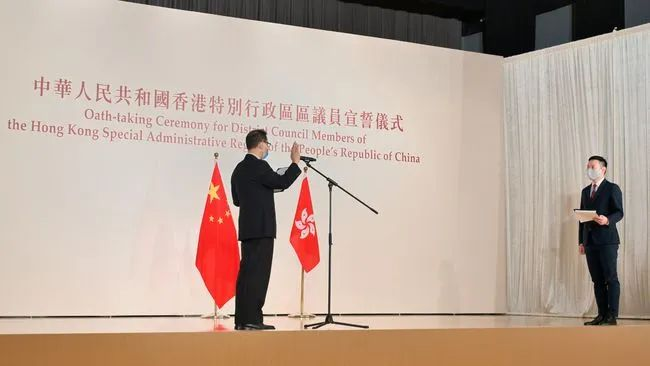 中華人民共和國香港特別行政區區議員宣誓儀式
Oath-taking Ceremony for District Council Members of
the Hong Kong Special Administrative of the People's Republic of China